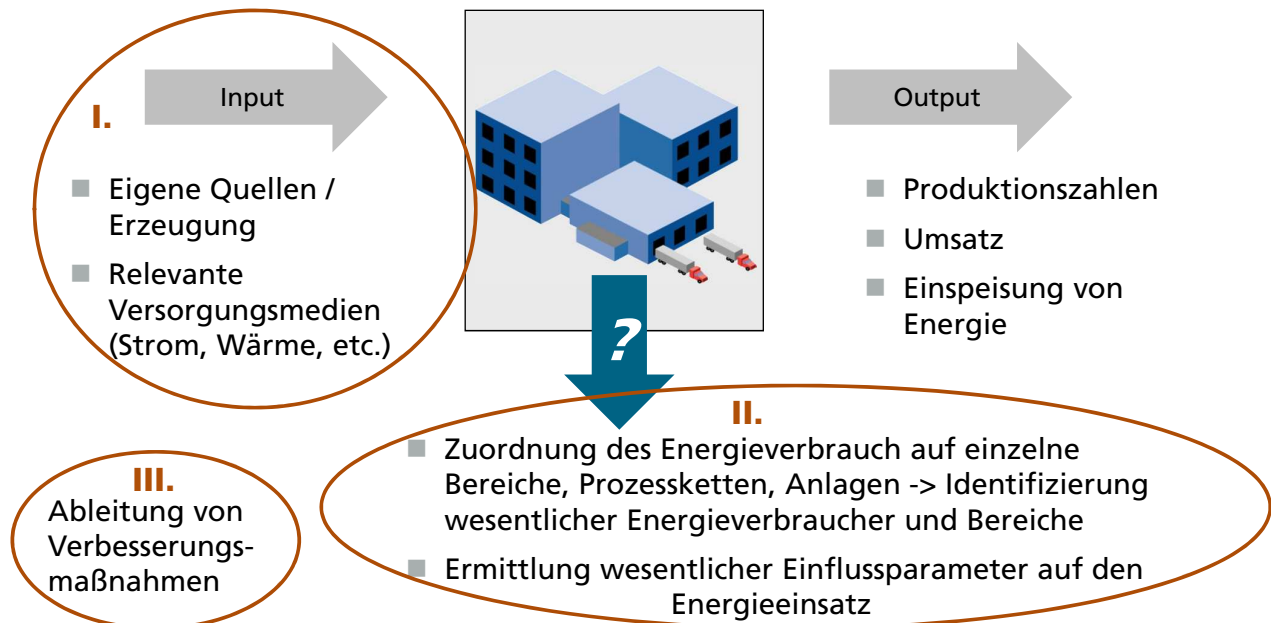 I.
Input
Eigene Quellen /
Erzeugung
Relevante
Versorgungsmedien
(Strom, Wärme, etc.)
?
Output
Produktionszahlen
Umsatz
Einspeisung von
Energie
II.
Zuordnung des Energieverbrauch auf einzelne
Bereiche, Prozessketten, Anlagen -> Identifizierung
wesentlicher Energieverbraucher und Bereiche
Ermittlung wesentlicher Einflussparameter auf den
Energieeinsatz
III.
Ableitung von
Verbesserungs-
maßnahmen